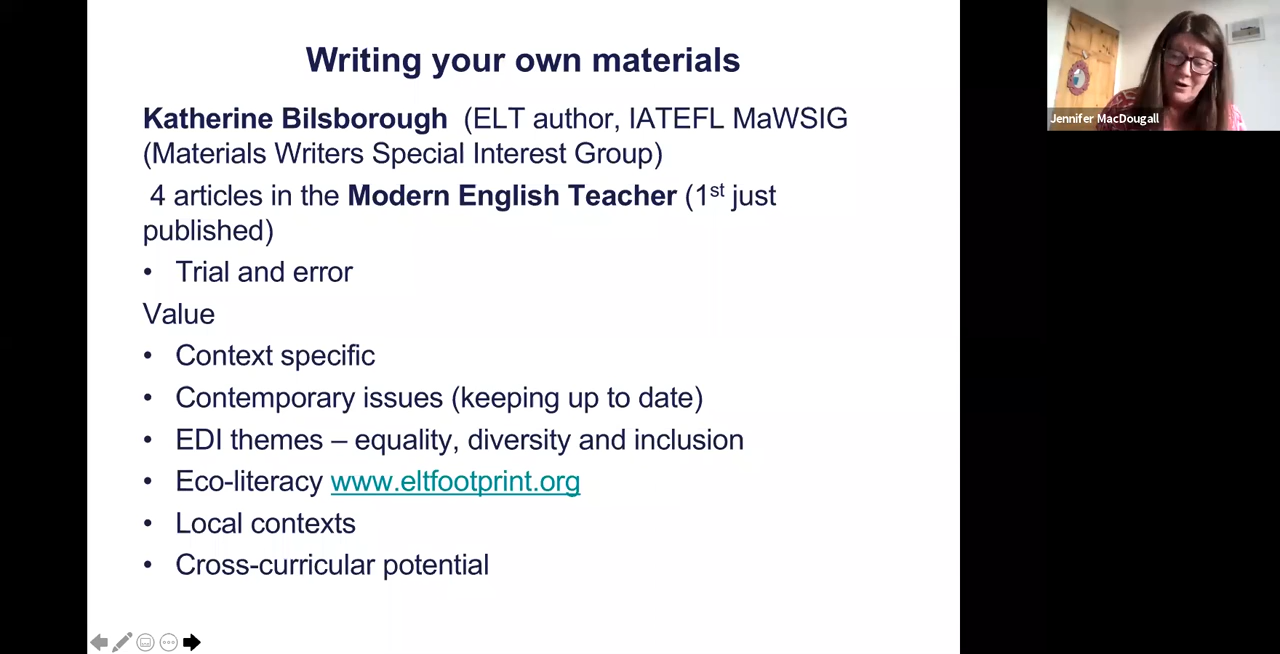 Writing your own materials
Katherine Bilsborough (ELT author, IATEFL MaWSIG
(Materials Writers Special Interest Group)
4 articles in the Modern English Teacher (1st just
published)
• Trial and error
Value
• Context specific
• Contemporary issues (keeping up to date)
• EDI themes – equality, diversity and inclusion
• Eco-literacy www.eltfootprint.org
• Local contexts
• Cross-curricular potential
Jennifer MacDougall